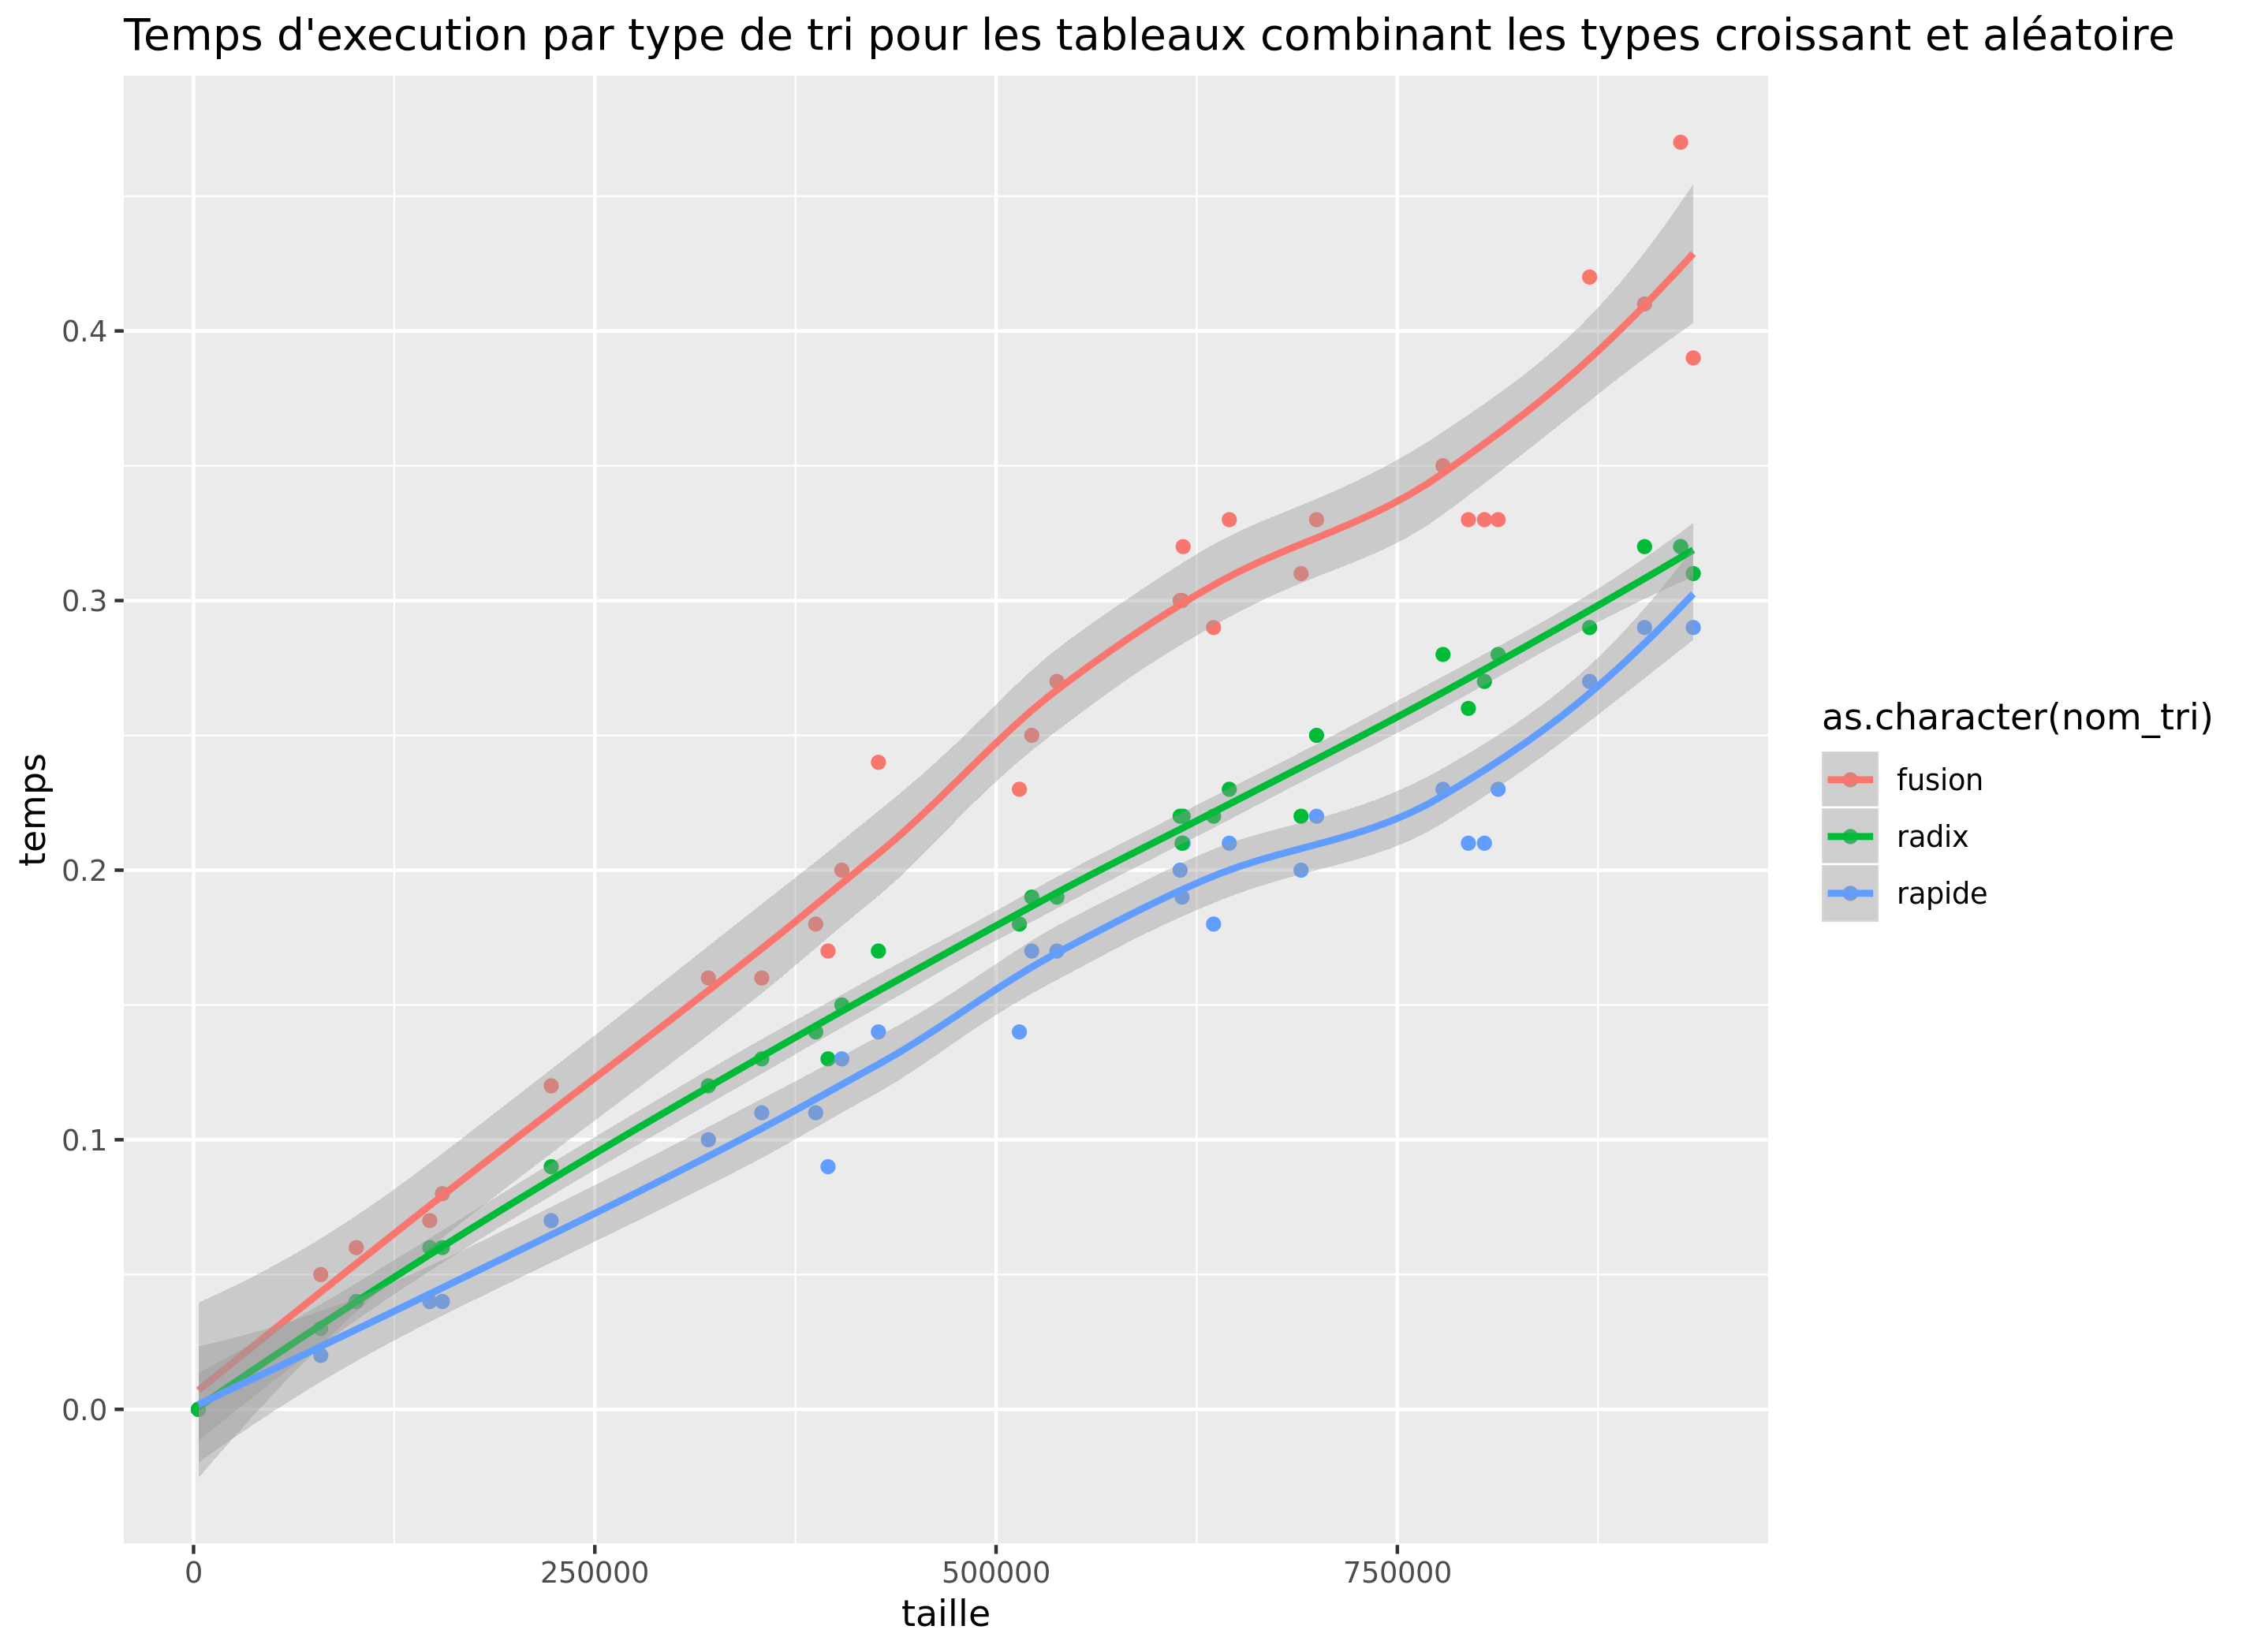 Temps d'execution par type de tri pour les tableaux combinant les types croissant et aléatoire
temps
0.4
0.3
0.2
0.1
0.0
0 250000 500000 750000
taille
as.character(nom_tri)
fusion
radix
rapide